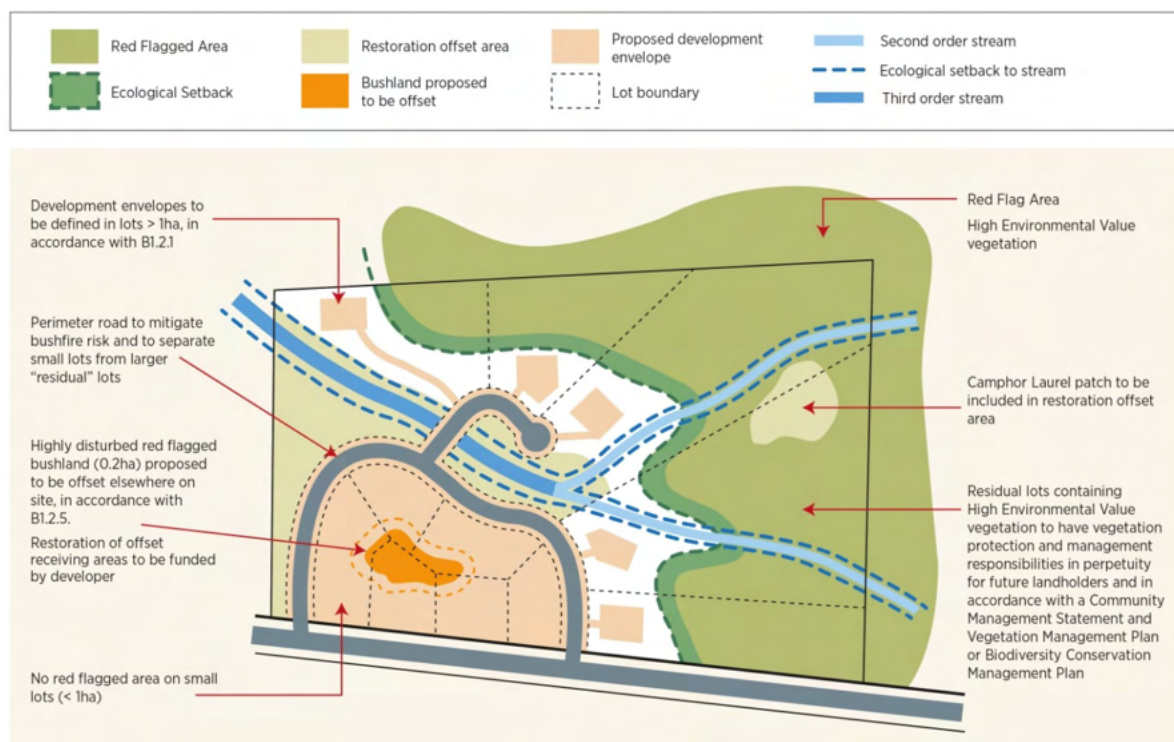 Red Flagged Area
Ecological Setback
Restoration offset area
Bushland proposed
to be offset
Proposed development
envelope
Lot boundary
Second order stream
Ecological setback to stream
Third order stream
Development envelopes to
be defined in lots > 1ha, in
accordance with B1.2.1
Perimeter road to mitigate
bushfire risk and to separate
small lots from larger
“residual” lots
Highly disturbed red flagged
bushland (0.2ha) proposed
to be offset elsewhere on
site, in accordance with
B1.2.5.
Restoration of offset
receiving areas to be funded
by developer
No red flagged area on small
lots (< 1ha)
Red Flag Area
High Environmental Value
vegetation
Camphor Laurel patch to be
included in restoration offset
area
Residual lots containing
High Environmental Value
vegetation to have vegetation
protection and management
responsibilities in perpetuity
for future landholders and in
accordance with a Community
Management Statement and
Vegetation Management Plan
or Biodiversity Conservation
Management Plan